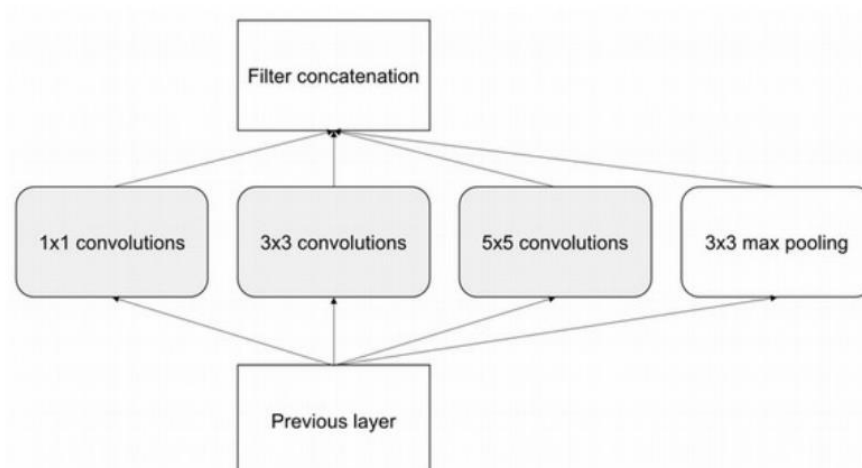 Filter concatenation
1x1 convolutions
3x3 convolutions
5x5 convolutions
3x3 max pooling
Previous layer